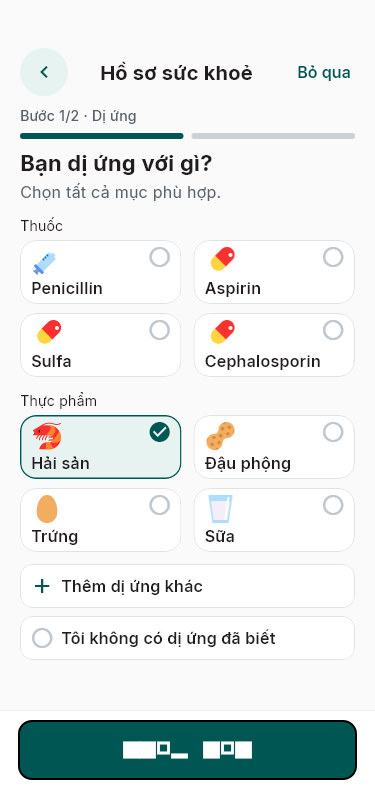 Hồ sơ sức khoẻ
Bỏ qua
Bước 1/2 · Dị ứng
Bạn dị ứng với gì?
Chọn tất cả mục phù hợp.
Thuốc
Penicillin
Aspirin
Sulfa
Cephalosporin
Thực phẩm
Hải sản
Đậu phộng
Trứng
Sữa
Thêm dị ứng khác
Tôi không có dị ứng đã biết